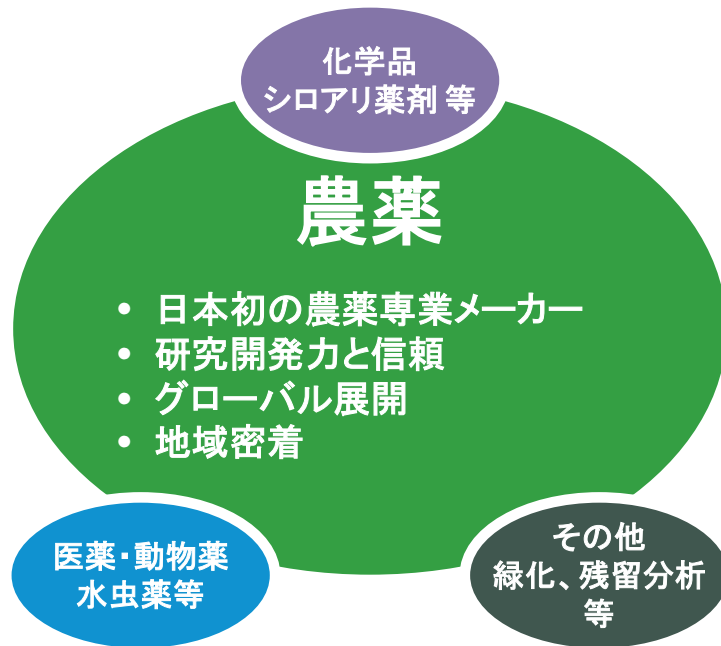 化学品
シロアリ薬剤 等
農薬
• 日本初の農薬専業メーカー
• 研究開発力と信頼
• グローバル展開
• 地域密着
医薬・動物薬
水虫薬等
その他
緑化、残留分析
等